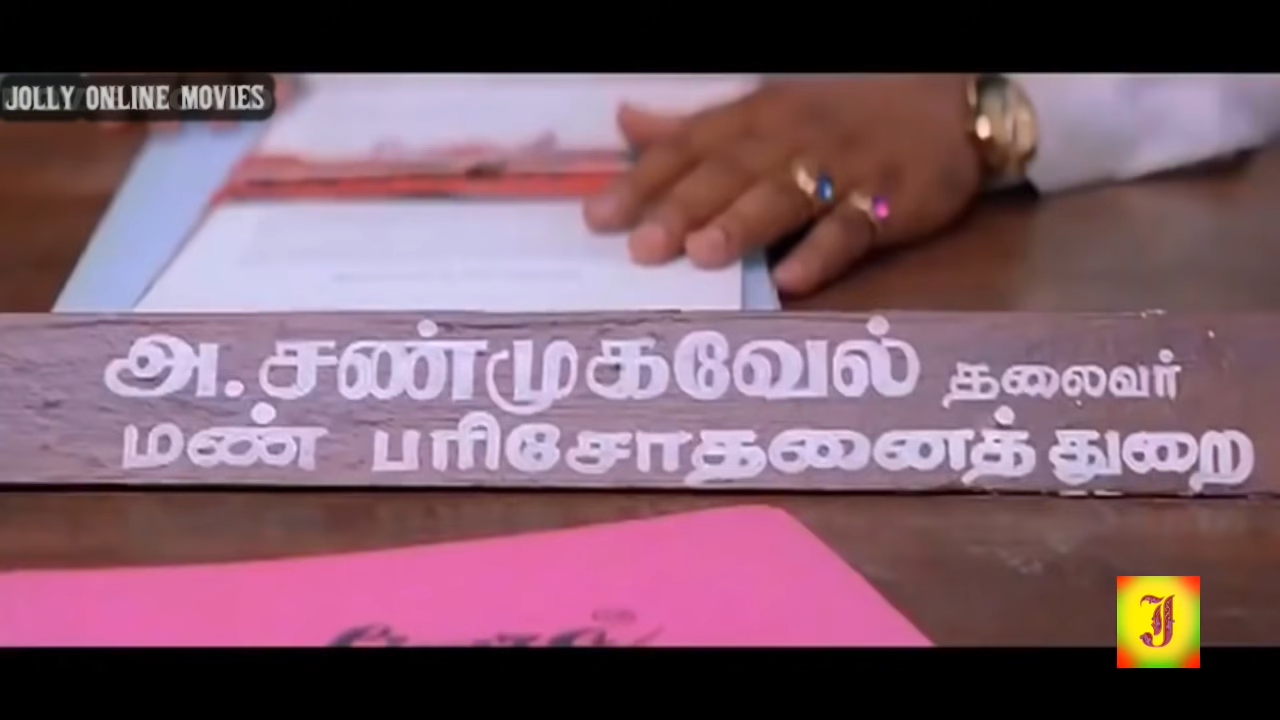 JOLLY ONLINE MOVIES
அ. சண்முகவேல் தலைவர்
மண் பரிசோதனைத் துறை
J